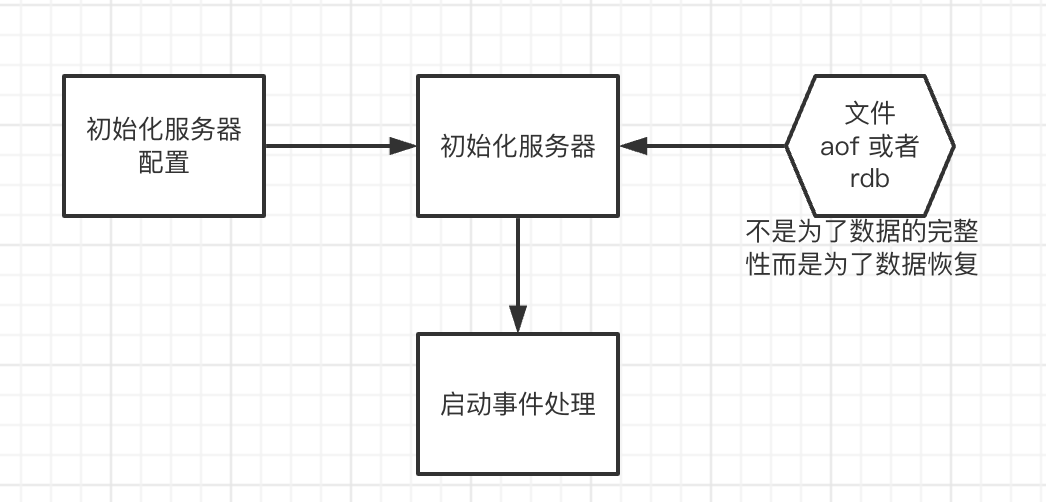 初始化服务器
配置
初始化服务器
文件
aof 或者
rdb
不是为了数据的完整
性而是为了数据恢复
启动事件处理